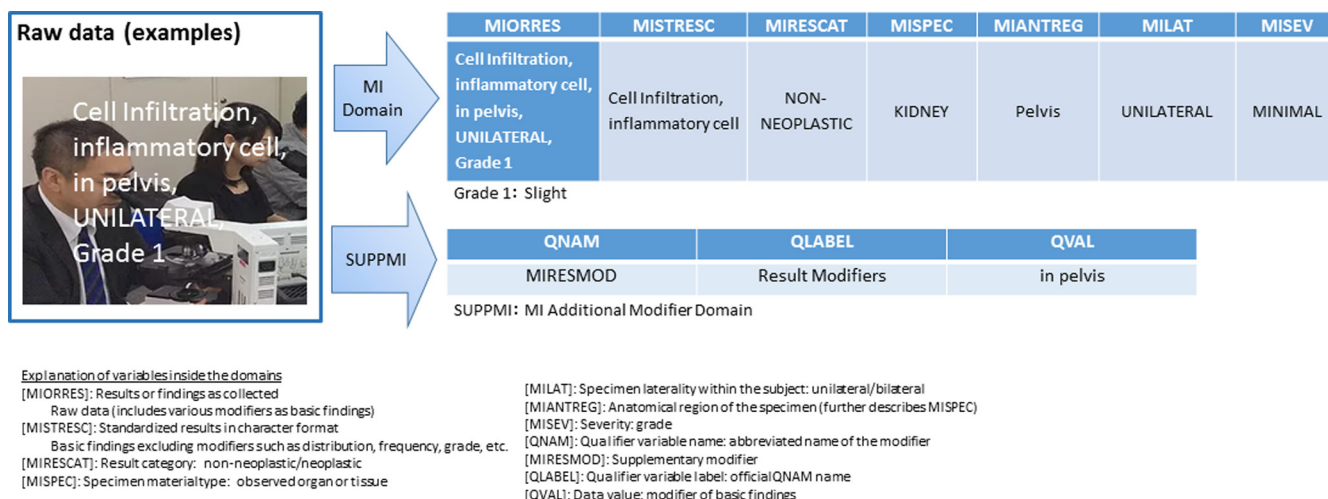 Raw data (examples)
Cell Infiltration,
inflammatory cell,
in pelvis,
UNILATERAL,
Grade 1
MI
Domain
SUPPMI
MIORRES MISTRESC MIRESCAT MISPEC MIANTREG MILAT MISEV
Cell Infiltration,
inflammatory cell,
in pelvis,
UNILATERAL,
Grade 1
Cell Infiltration,
inflammatory cell
NON-
NEOPLASTIC
KIDNEY
Pelvis
UNILATERAL
MINIMAL
Grade 1: Slight
QNAM QLABEL QVAL
MIRESMOD Result Modifiers in pelvis
SUPPMI: MI Additional Modifier Domain
Explanation of variables inside the domains
[MIORRES]: Results or findings as collected
Raw data (includes various modifiers as basic findings)
[MISTRESC]: Standardized results in character format
Basic findings excluding modifiers such as distribution, frequency, grade, etc.
[MIRESCAT]: Result category: non-neoplastic/neoplastic
[MISPEC]: Specimen material type: observed organ or tissue
[MILAT]: Specimen laterality within the subject: unilateral/bilateral
[MIANTREG]: Anatomical region of the specimen (further describes MISPEC)
[MISEV]: Severity: grade
[QNAM]: Qualifier variable name: abbreviated name of the modifier
[MIRESMOD]: Supplementary modifier
[QLABEL]: Qualifier variable label: official QNAM name
[QVAL]: Data value: modifier of basic findings